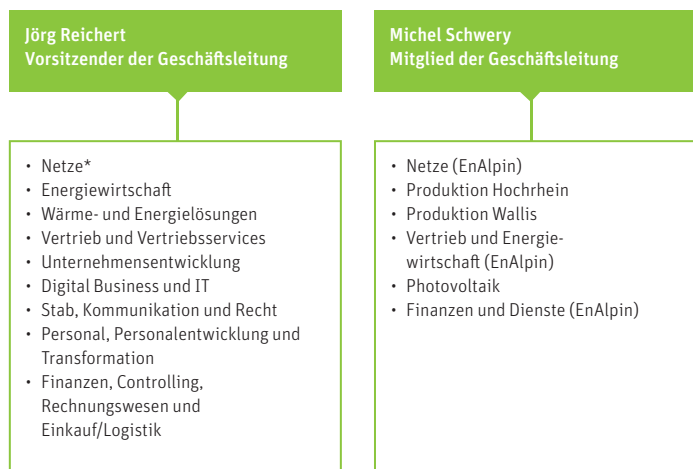 Jörg Reichert
Vorsitzender der Geschäftsleitung
• Netze*
• Energiewirtschaft
• Wärme- und Energielösungen
• Vertrieb und Vertriebsservices
• Unternehmensentwicklung
• Digital Business und IT
• Stab, Kommunikation und Recht
• Personal, Personalentwicklung und
Transformation
• Finanzen, Controlling,
Rechnungswesen und
Einkauf/Logistik
Michel Schwery
Mitglied der Geschäftsleitung
• Netze (EnAlpin)
• Produktion Hochrhein
• Produktion Wallis
• Vertrieb und Energie-
wirtschaft (EnAlpin)
• Photovoltaik
• Finanzen und Dienste (EnAlpin)